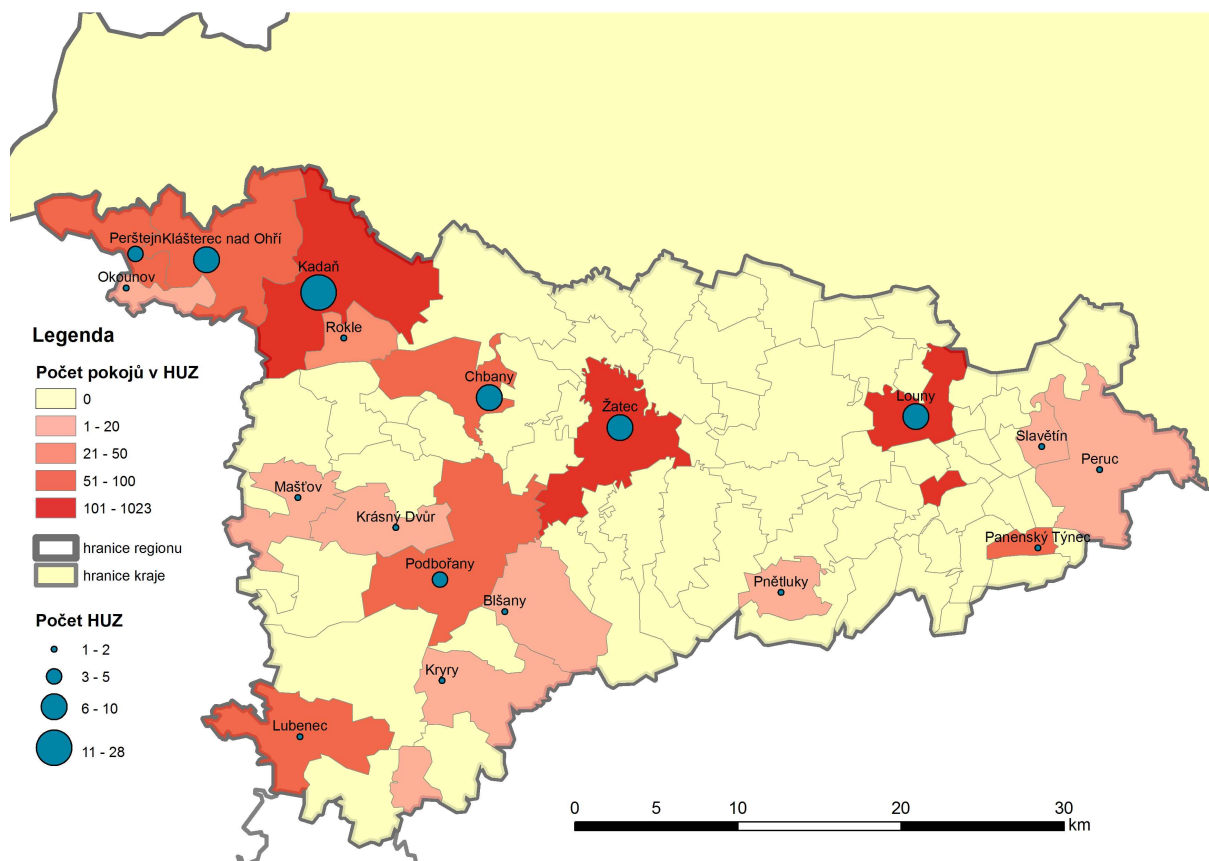 Perštejn
Klášterec nad Ohří
Okounov
Kadaň
Rokle
Chbany
Žatec
Louny
Slavětín
Peruc
Mašťov
Krásný Dvůr
Panenský Týnec
Podbořany
Pnětluky
Blšany
Kryry
Lubenec
Legenda
Počet pokojů v HUZ
0
1 - 20
21 - 50
51 - 100
101 - 1023
hranice regionu
hranice kraje
Počet HUZ
1 - 2
3 - 5
6 - 10
11 - 28
0 5 10 20 30
km